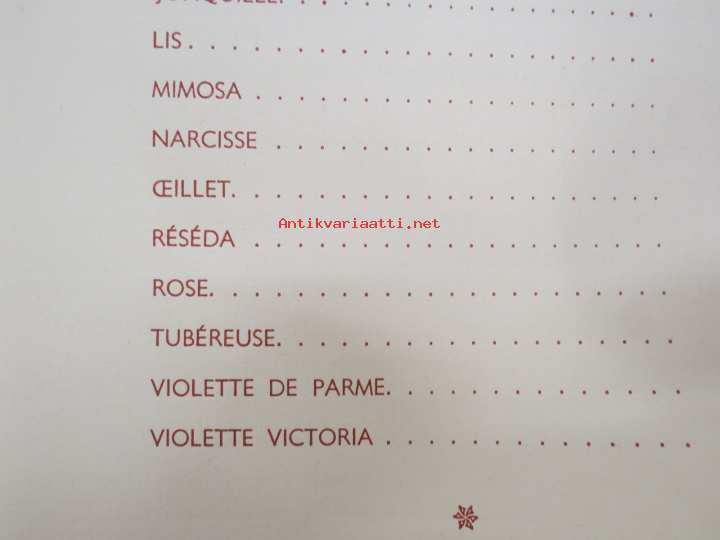 LIS . . . . . . . . . . . . . . . . . . . . . .
MIMOSA . . . . . . . . . . . . . . . . . . .
NARCISSE . . . . . . . . . . . . . . . . . .
ŒILLET. . . . . . . . . . . . . . . . . . . .
Antikvariaatti.net
RÉSÉDA . . . . . . . . . . . . . . . . . . .
ROSE. . . . . . . . . . . . . . . . . . . . . .
TUBÉREUSE. . . . . . . . . . . . . . . . . . .
VIOLETTE DE PARME. . . . . . . . . . . . . .
VIOLETTE VICTORIA . . . . . . . . . . . . . .